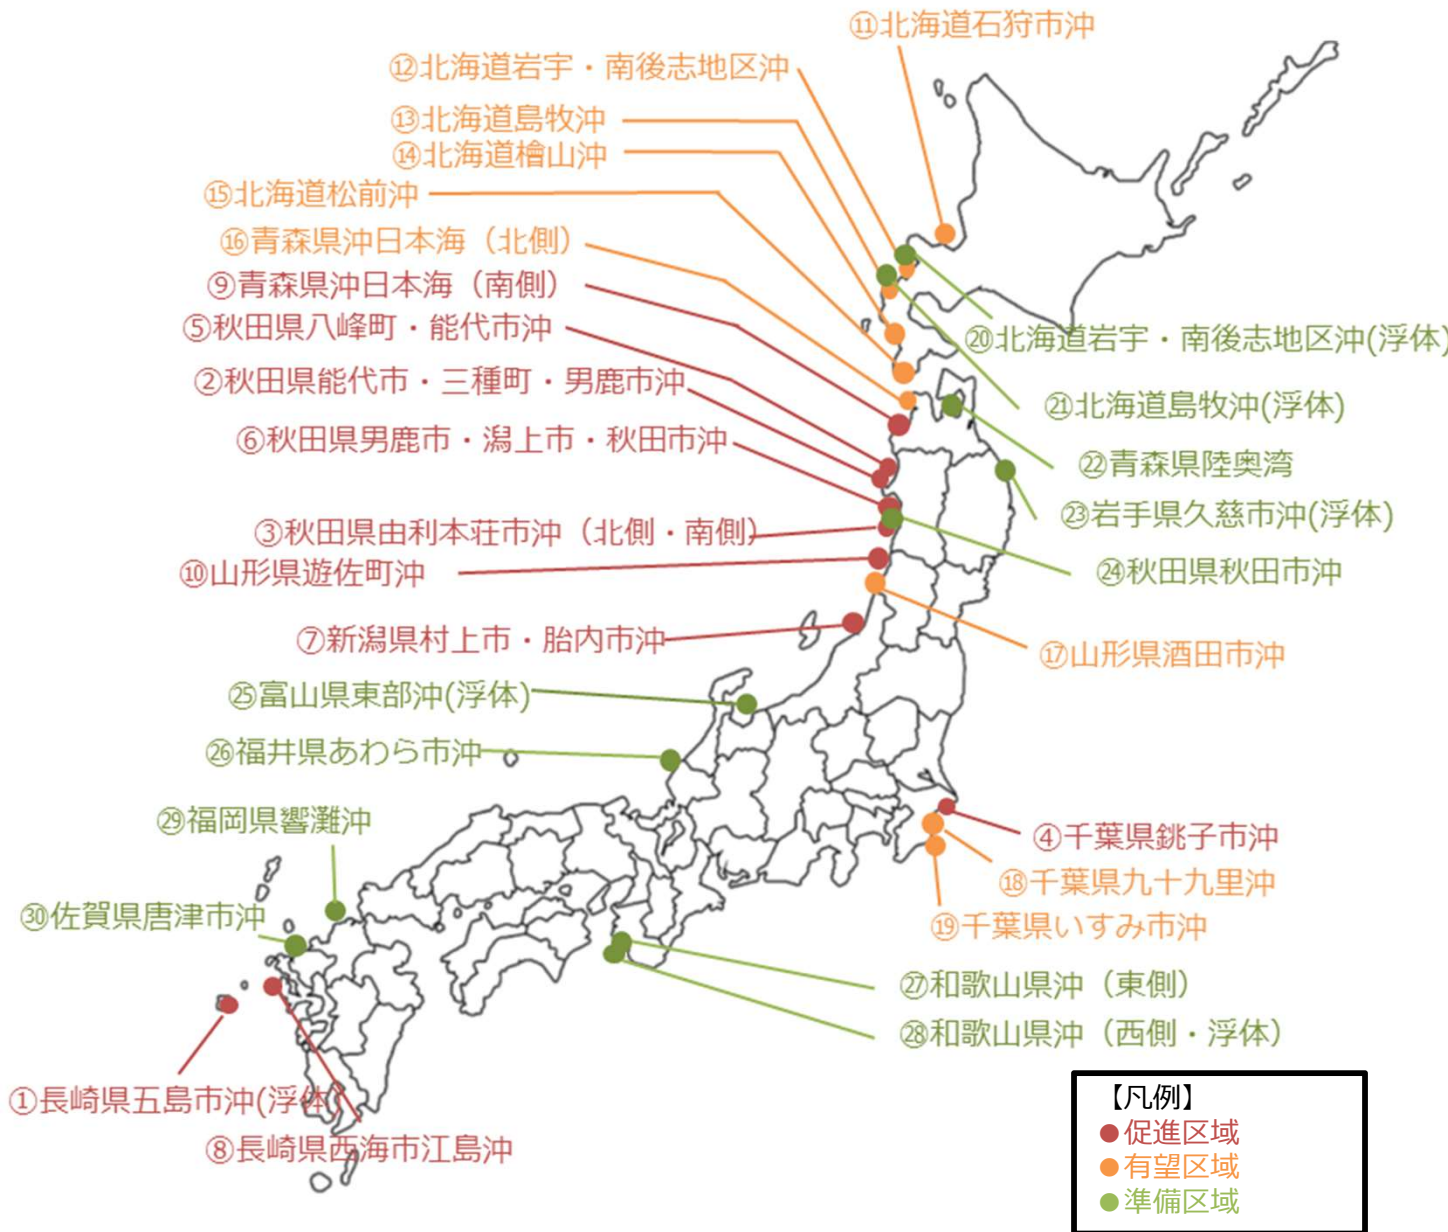 ⑪北海道石狩市沖
⑫北海道岩宇・南後志地区沖
⑬北海道島牧沖
⑭北海道檜山沖
⑮北海道松前沖
⑯青森県沖日本海（北側）
⑨青森県沖日本海（南側）
⑤秋田県八峰町・能代市沖
②秋田県能代市・三種町・男鹿市沖
⑥秋田県男鹿市・潟上市・秋田市沖
③秋田県由利本荘市沖（北側・南側）
⑩山形県遊佐町沖
⑦新潟県村上市・胎内市沖
㉕富山県東部沖(浮体)
㉖福井県あわら市沖
㉙福岡県響灘沖
㉚佐賀県唐津市沖
①長崎県五島市沖(浮体)
⑧長崎県西海市江島沖
⑳北海道岩宇・南後志地区沖(浮体)
㉑北海道島牧沖(浮体)
㉒青森県陸奥湾
㉓岩手県久慈市沖(浮体)
㉔秋田県秋田市沖
⑰山形県酒田市沖
④千葉県銚子市沖
⑱千葉県九十九里沖
⑲千葉県いすみ市沖
㉗和歌山県沖（東側）
㉘和歌山県沖（西側・浮体）
【凡例】
促進区域
有望区域
準備区域